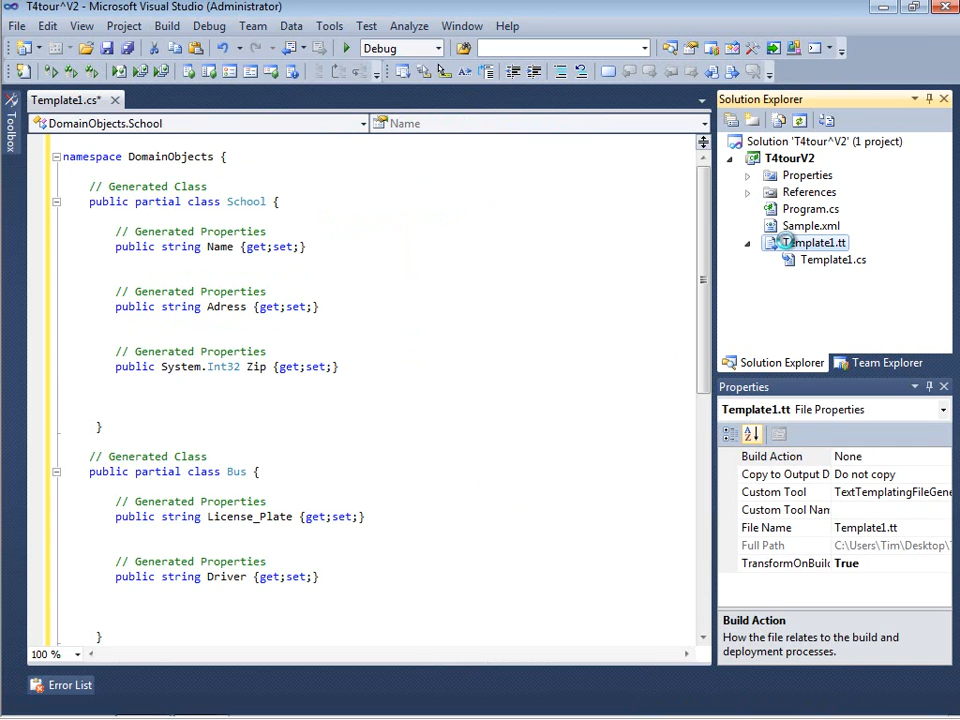 T4tour^V2 - Microsoft Visual Studio (Administrator)
File Edit View Project Build Debug Team Data Tools Test Analyze Window Help
Debug
Template1.cs*
Toolbox
DomainObjects.School
Name
namespace DomainObjects {
// Generated Class
public partial class School {
// Generated Properties
public string Name {get;set;}
// Generated Properties
public string Adress {get;set;}
// Generated Properties
public System.Int32 Zip {get;set;}
}
// Generated Class
public partial class Bus {
// Generated Properties
public string License_Plate {get;set;}
// Generated Properties
public string Driver {get;set;}
}
100 %
Error List
Solution Explorer
Solution 'T4tour^V2' (1 project)
T4tourV2
Properties
References
Program.cs
Sample.xml
Template1.tt
Template1.cs
Solution Explorer Team Explorer
Properties
Template1.tt File Properties
Build Action None
Copy to Output D Do not copy
Custom Tool TextTemplatingFileGene
Custom Tool Nan
File Name Template1.tt
Full Path C:\Users\Tim\Desktop\T
TransformOnBuild True
Build Action
How the file relates to the build and
deployment processes.